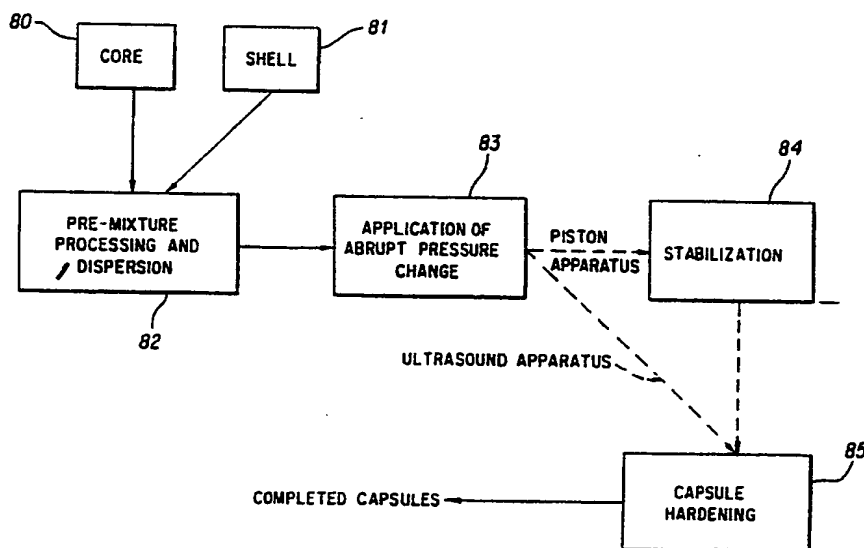 80
CORE
SHELL
81
PRE-MIXTURE
PROCESSING AND
DISPERSION
82
83
APPLICATION OF
ABRUPT PRESSURE
CHANGE
PISTON
APPARATUS
84
STABILIZATION
ULTRASOUND APPARATUS
85
CAPSULE
HARDENING
COMPLETED CAPSULES